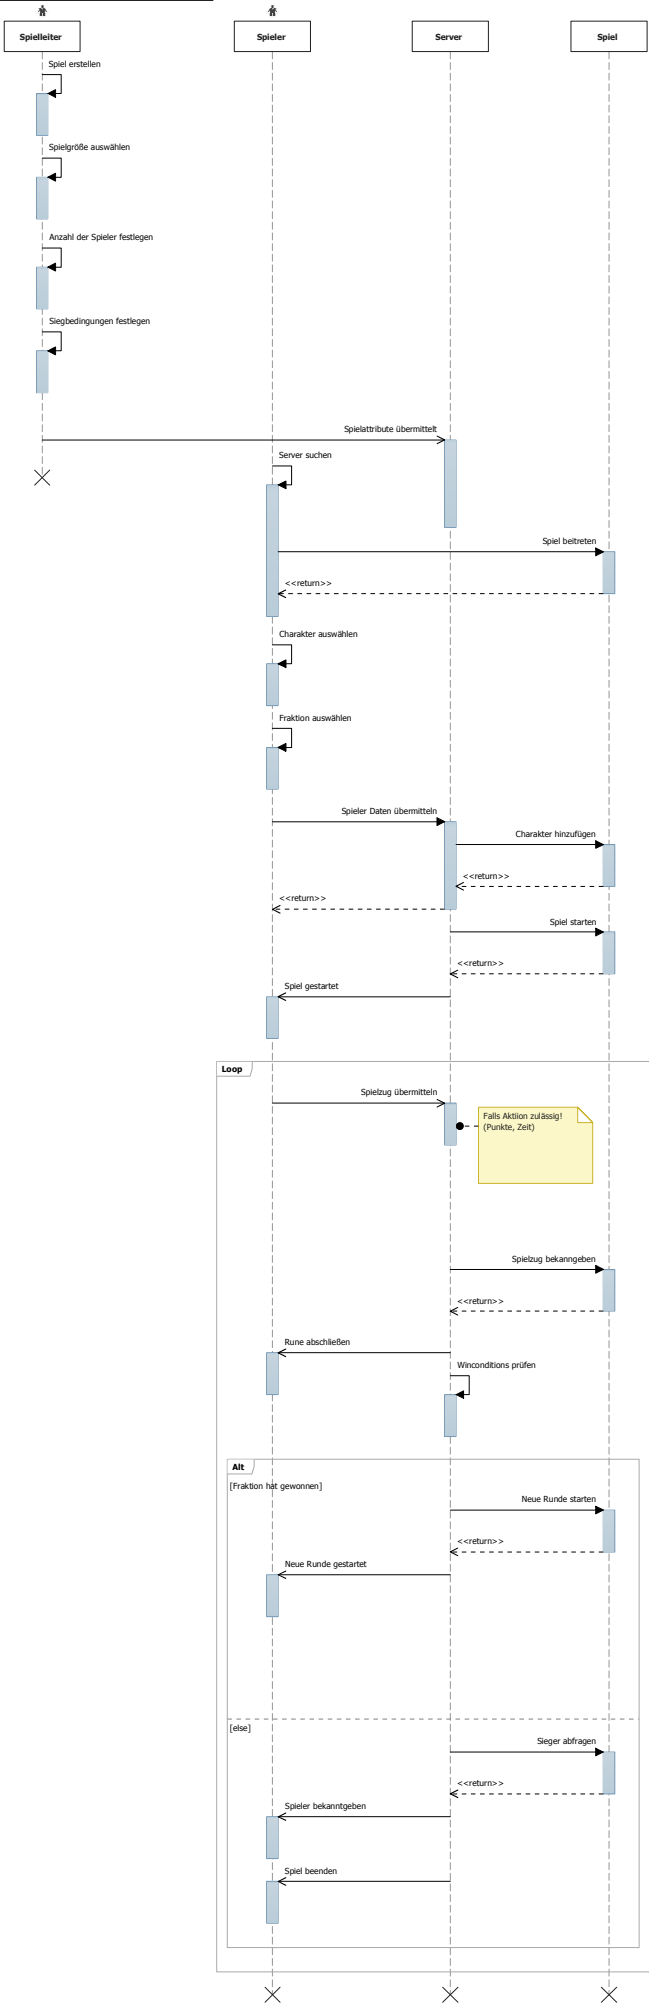 Spielleiter
Spieler
Server
Spiel
Spiel erstellen
Spielgröße auswählen
Anzahl der Spieler festlegen
Siegbedingungen festlegen
Spielattribute übermittelt
Server suchen
Spiel beitreten
<<return>>
Charakter auswählen
Fraktion auswählen
Spieler Daten übermitteln
Charakter hinzufügen
<<return>>
<<return>>
Spiel starten
<<return>>
Spiel gestartet
Loop
Spielzug übermitteln
Falls Aktiion zulässig!
(Punkte, Zeit)
Spielzug bekanngeben
<<return>>
Rune abschließen
Winconditions prüfen
Alt
[Fraktion hat gewonnen]
Neue Runde starten
<<return>>
Neue Runde gestartet
[else]
Sieger abfragen
<<return>>
Spieler bekanntgeben
Spiel beenden